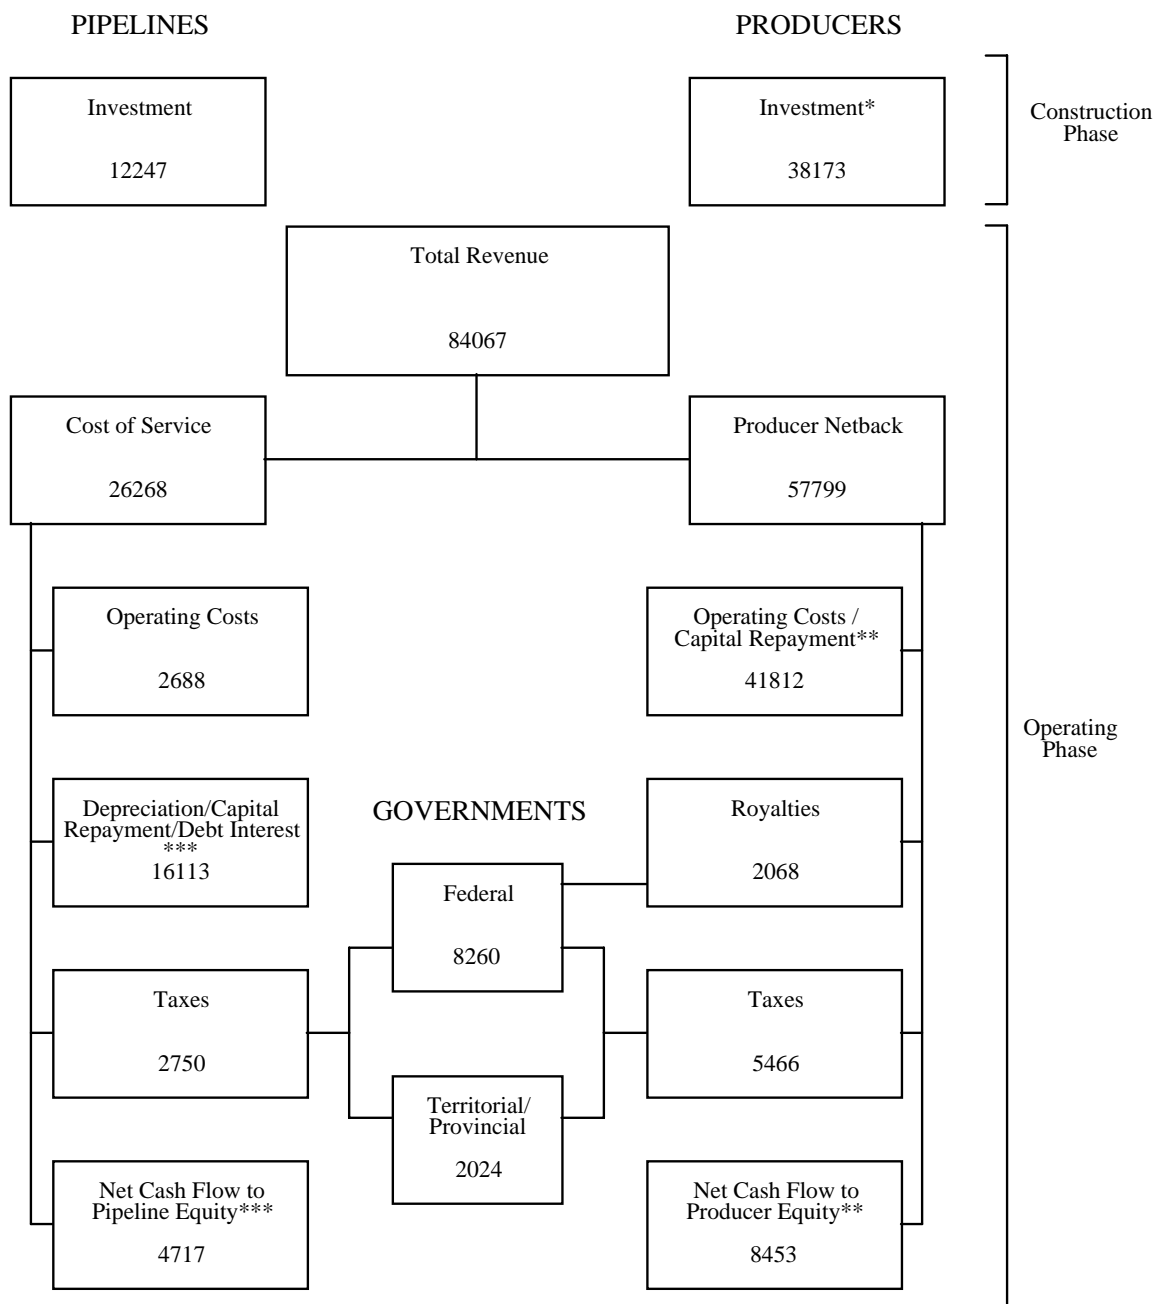 PIPELINES
PRODUCERS
Investment
12247
Investment*
38173
Construction
Phase
Total Revenue
84067
Cost of Service
26268
Producer Netback
57799
Operating Costs
2688
Operating Costs /
Capital Repayment**
41812
Operating
Phase
Depreciation/Capital
Repayment/Debt Interest
***
16113
GOVERNMENTS
Royalties
2068
Federal
8260
Taxes
2750
Taxes
5466
Territorial/
Provincial
2024
Net Cash Flow to
Pipeline Equity***
4717
Net Cash Flow to
Producer Equity**
8453